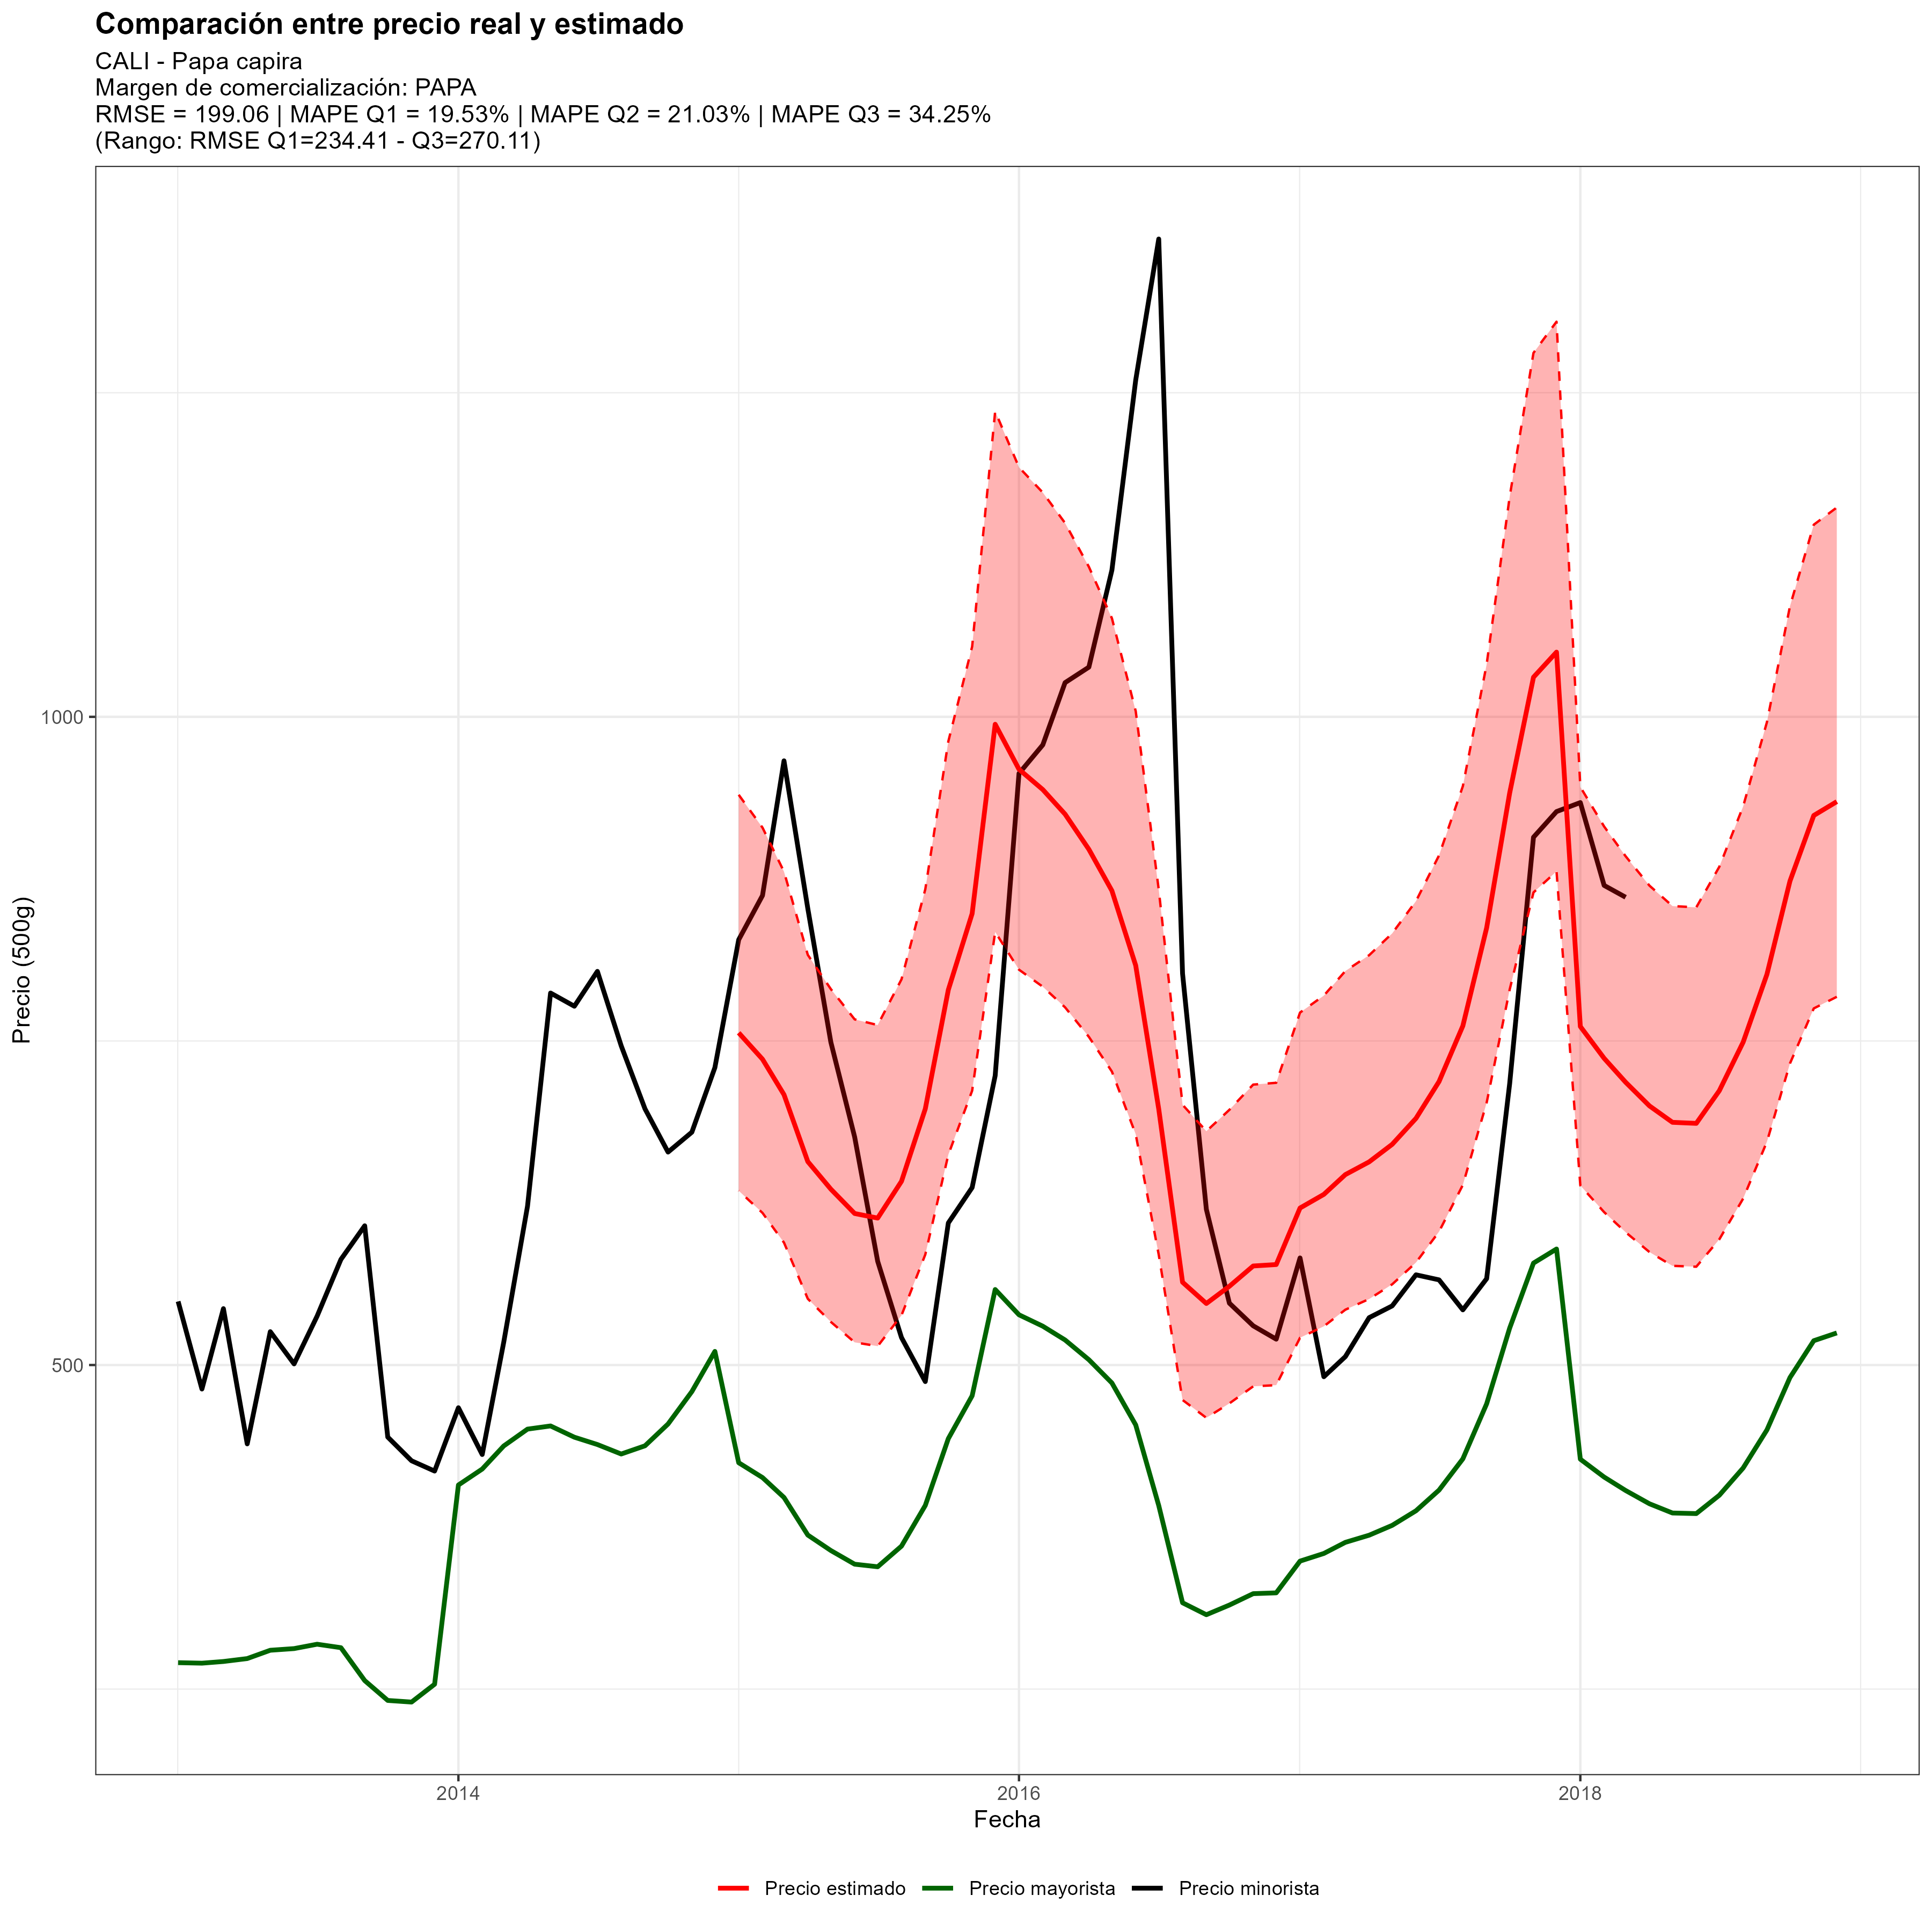 Comparación entre precio real y estimado
CALI - Papa capira
Margen de comercialización: PAPA
RMSE = 199.06 | MAPE Q1 = 19.53% | MAPE Q2 = 21.03% | MAPE Q3 = 34.25%
(Rango: RMSE Q1=234.41 - Q3=270.11)
Precio (500g)
1000
500
2014
2016
2018
Fecha
Precio estimado
Precio mayorista
Precio minorista